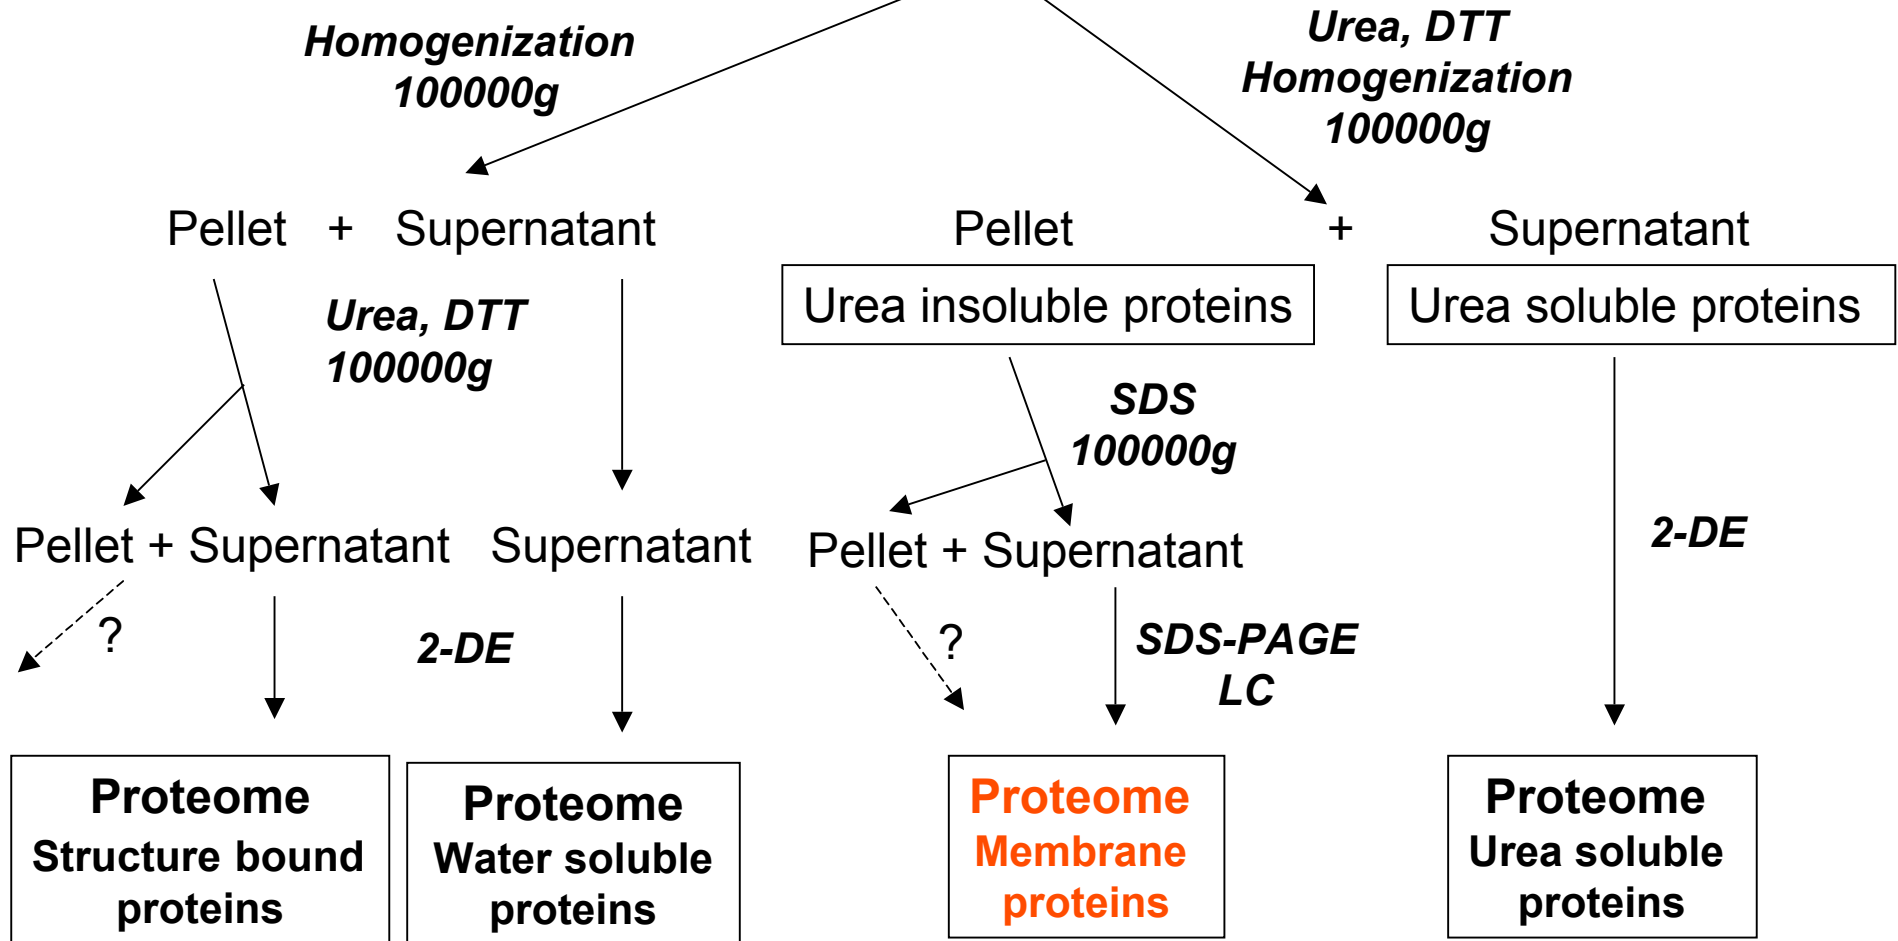 Homogenization
100000g
Urea, DTT
Homogenization
100000g
Pellet + Supernatant
Pellet + Supernatant
Urea insoluble proteins
Urea soluble proteins
Urea, DTT
100000g
SDS
100000g
Pellet + Supernatant
Supernatant
Pellet + Supernatant
2-DE
?
2-DE
?
SDS-PAGE
LC
Proteome
Structure bound
proteins
Proteome
Water soluble
proteins
Proteome
Membrane
proteins
Proteome
Urea soluble
proteins